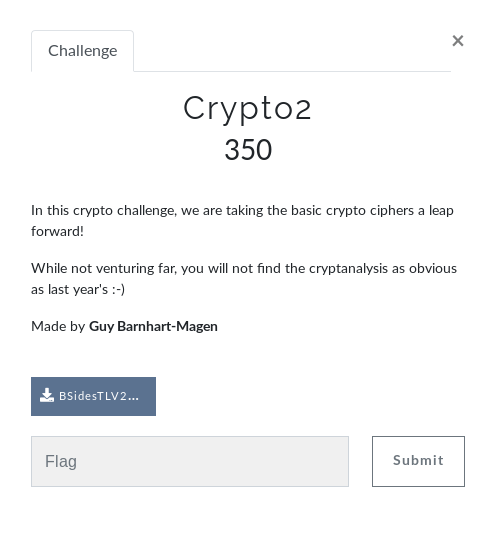 Challenge
×
Crypto2
350
In this crypto challenge, we are taking the basic crypto ciphers a leap
forward!
While not venturing far, you will not find the cryptanalysis as obvious
as last year's :-)
Made by Guy Barnhart-Magen
BSidesTLV2...
Flag
Submit